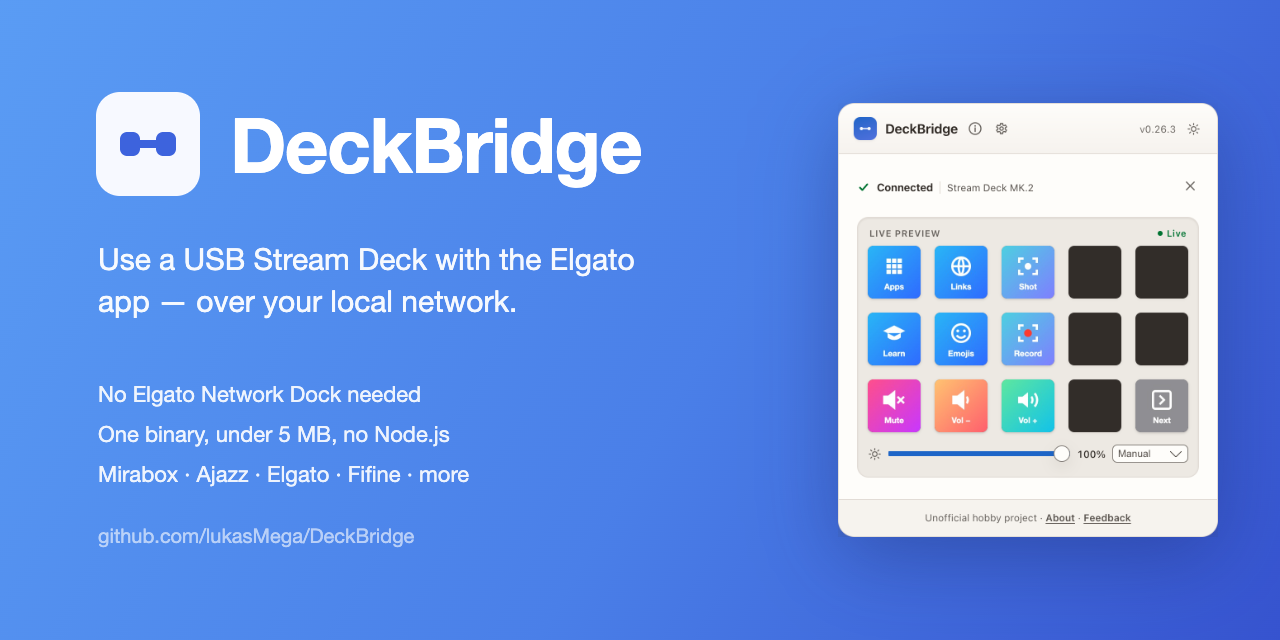 DeckBridge
Use a USB Stream Deck with the Elgato
app — over your local network.
No Elgato Network Dock needed
One binary, under 5 MB, no Node.js
Mirabox · Ajazz · Elgato · Fifine · more
github.com/lukasMega/DeckBridge
DeckBridge
v0.26.3
Connected
Stream Deck MK.2
LIVE PREVIEW
Live
Apps
Links
Shot
Learn
Emojis
Record
Mute
Vol −
Vol +
Next
100%
Manual
Unofficial hobby project · About · Feedback